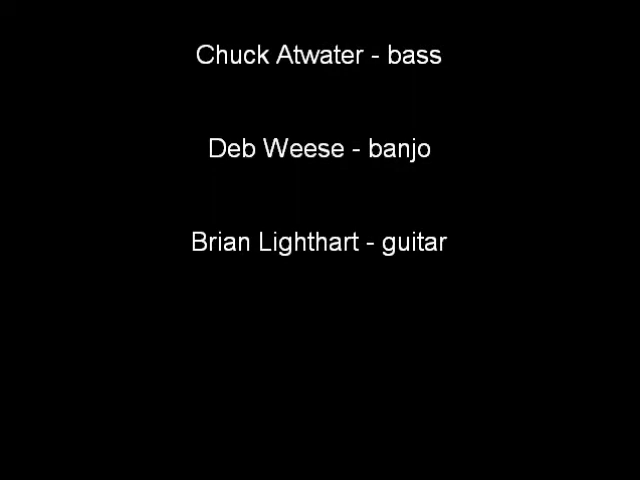 Chuck Atwater - bass
Deb Weese - banjo
Brian Lighthart - guitar